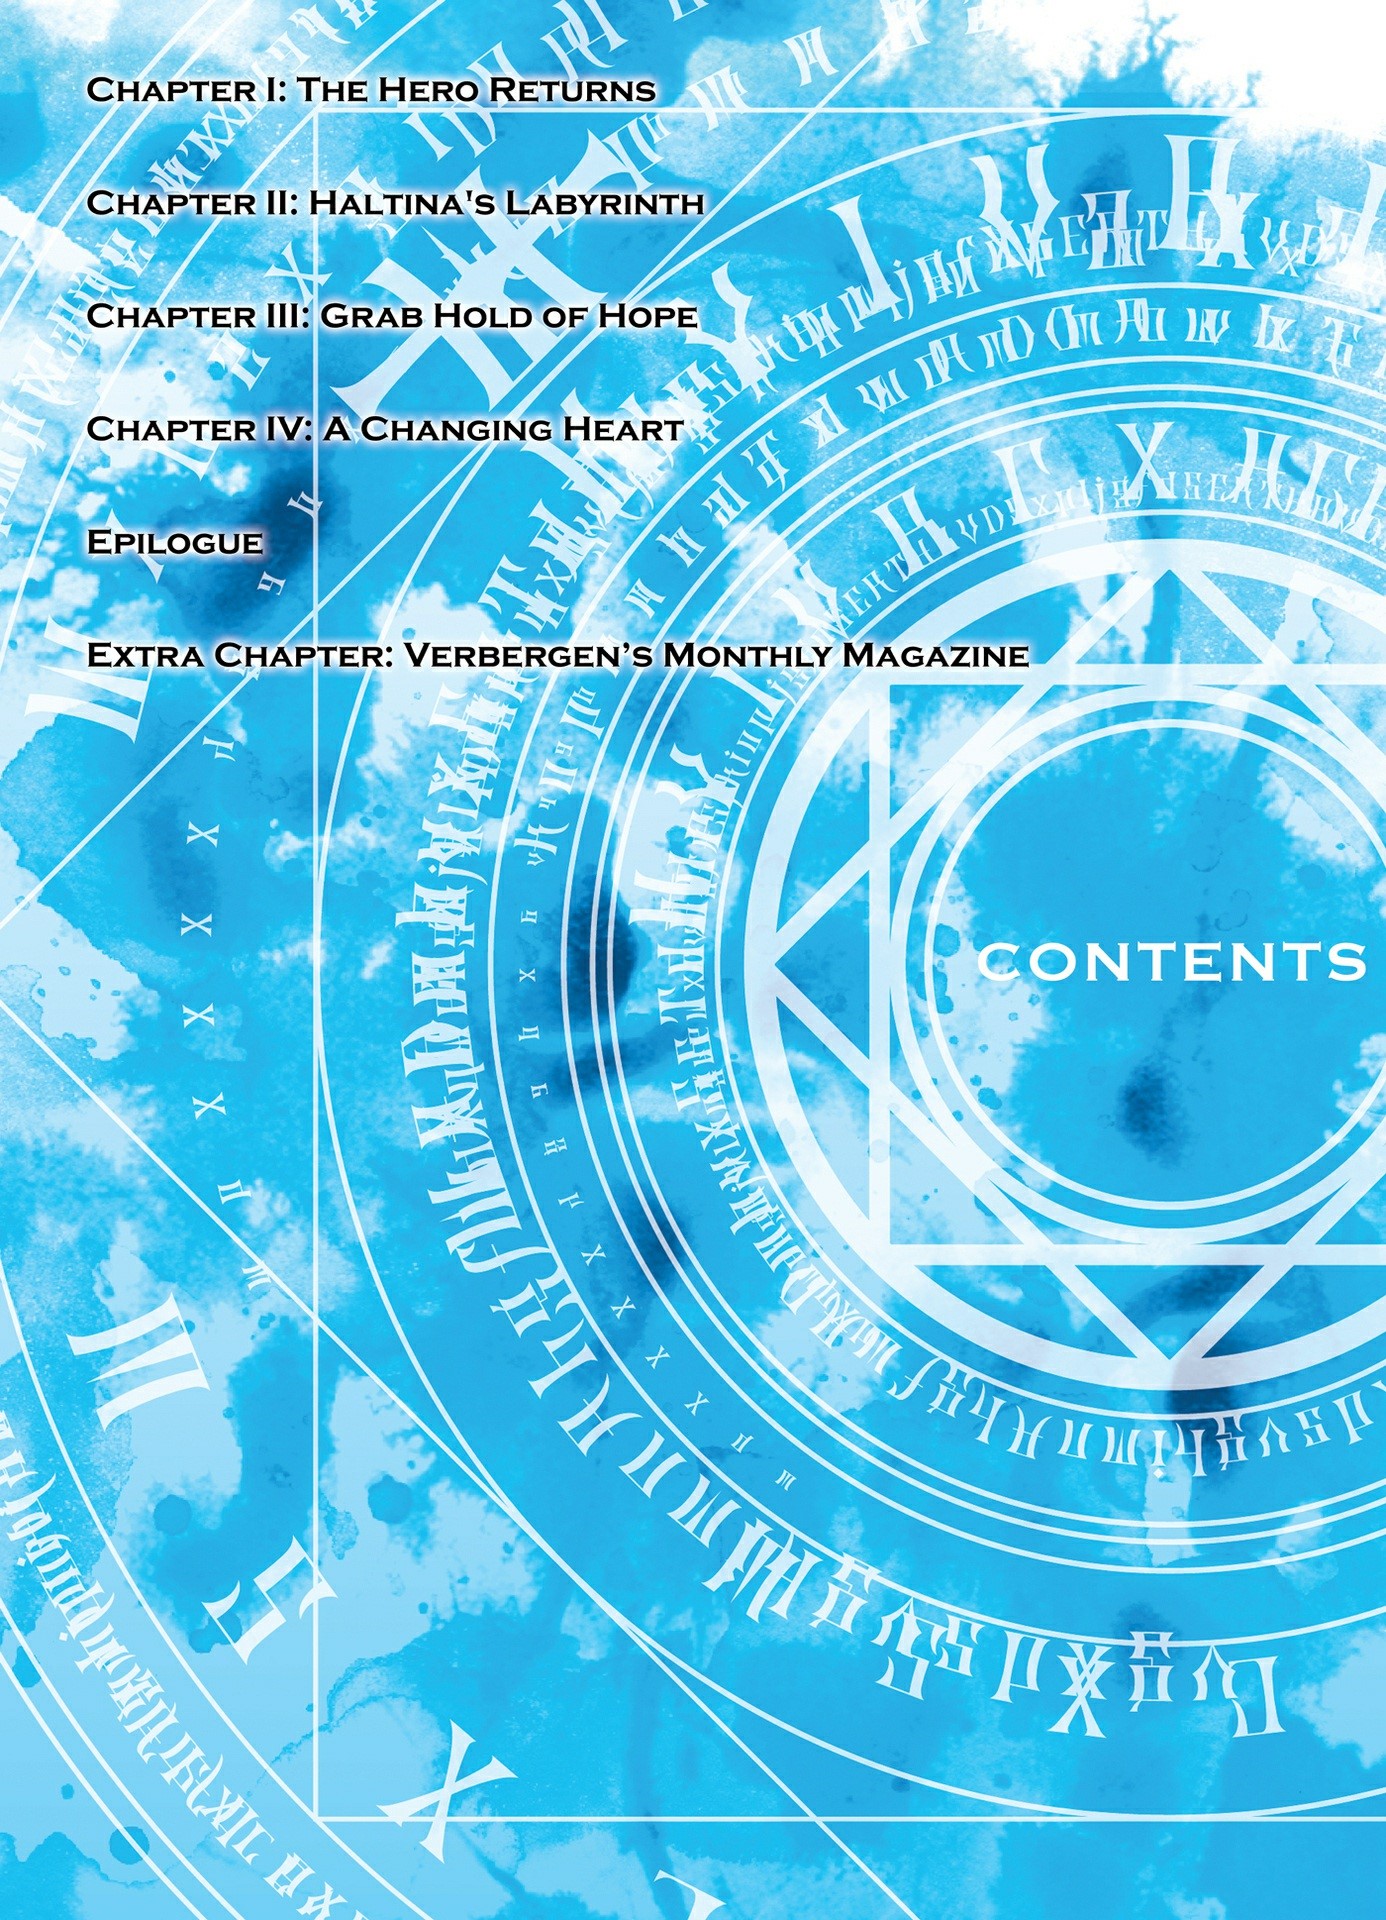 Chapter I: The Hero Returns
Chapter II: Haltina's Labyrinth
Chapter III: Grab Hold of Hope
Chapter IV: A Changing Heart
Epilogue
Extra Chapter: Verbergen’s Monthly Magazine
CONTENTS